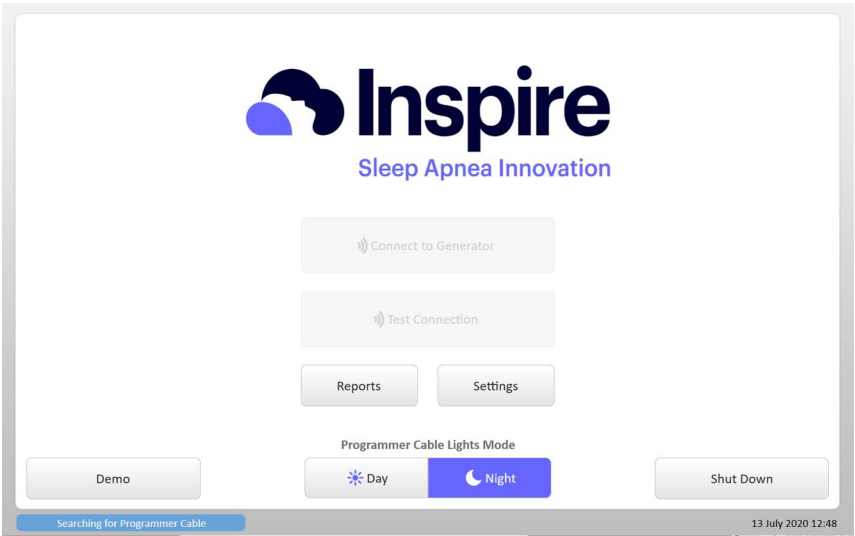 Inspire
Sleep Apnea Innovation
Connect to Generator
Test Connection
Reports Settings
Programmer Cable Lights Mode
Demo Day Night Shut Down
Searching for Programmer Cable 13 July 2020 12:48